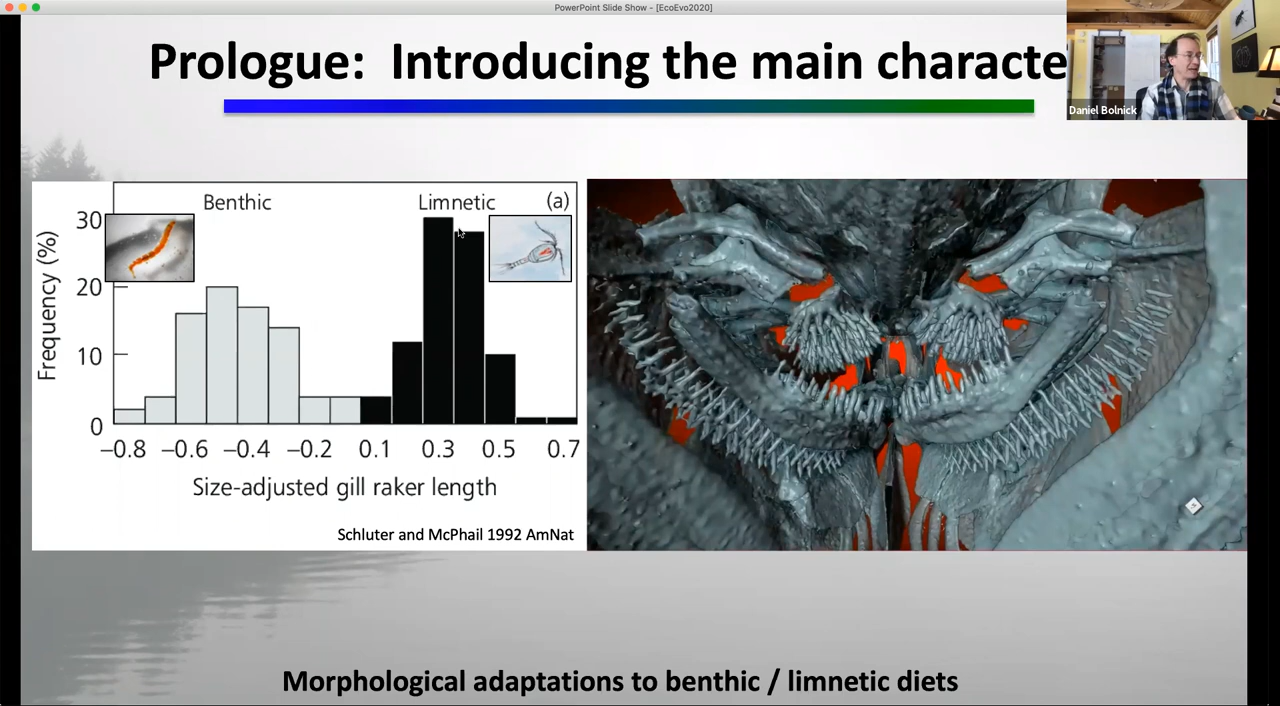 PowerPoint Slide Show - [EcoEvo2020]
Prologue: Introducing the main characte
Daniel Bolnick
Benthic
Limnetic
(a)
Frequency (%)
30
20
10
0
–0.8 –0.6 –0.4 –0.2 0.1 0.3 0.5 0.7
Size-adjusted gill raker length
Schluter and McPhail 1992 AmNat
Morphological adaptations to benthic / limnetic diets